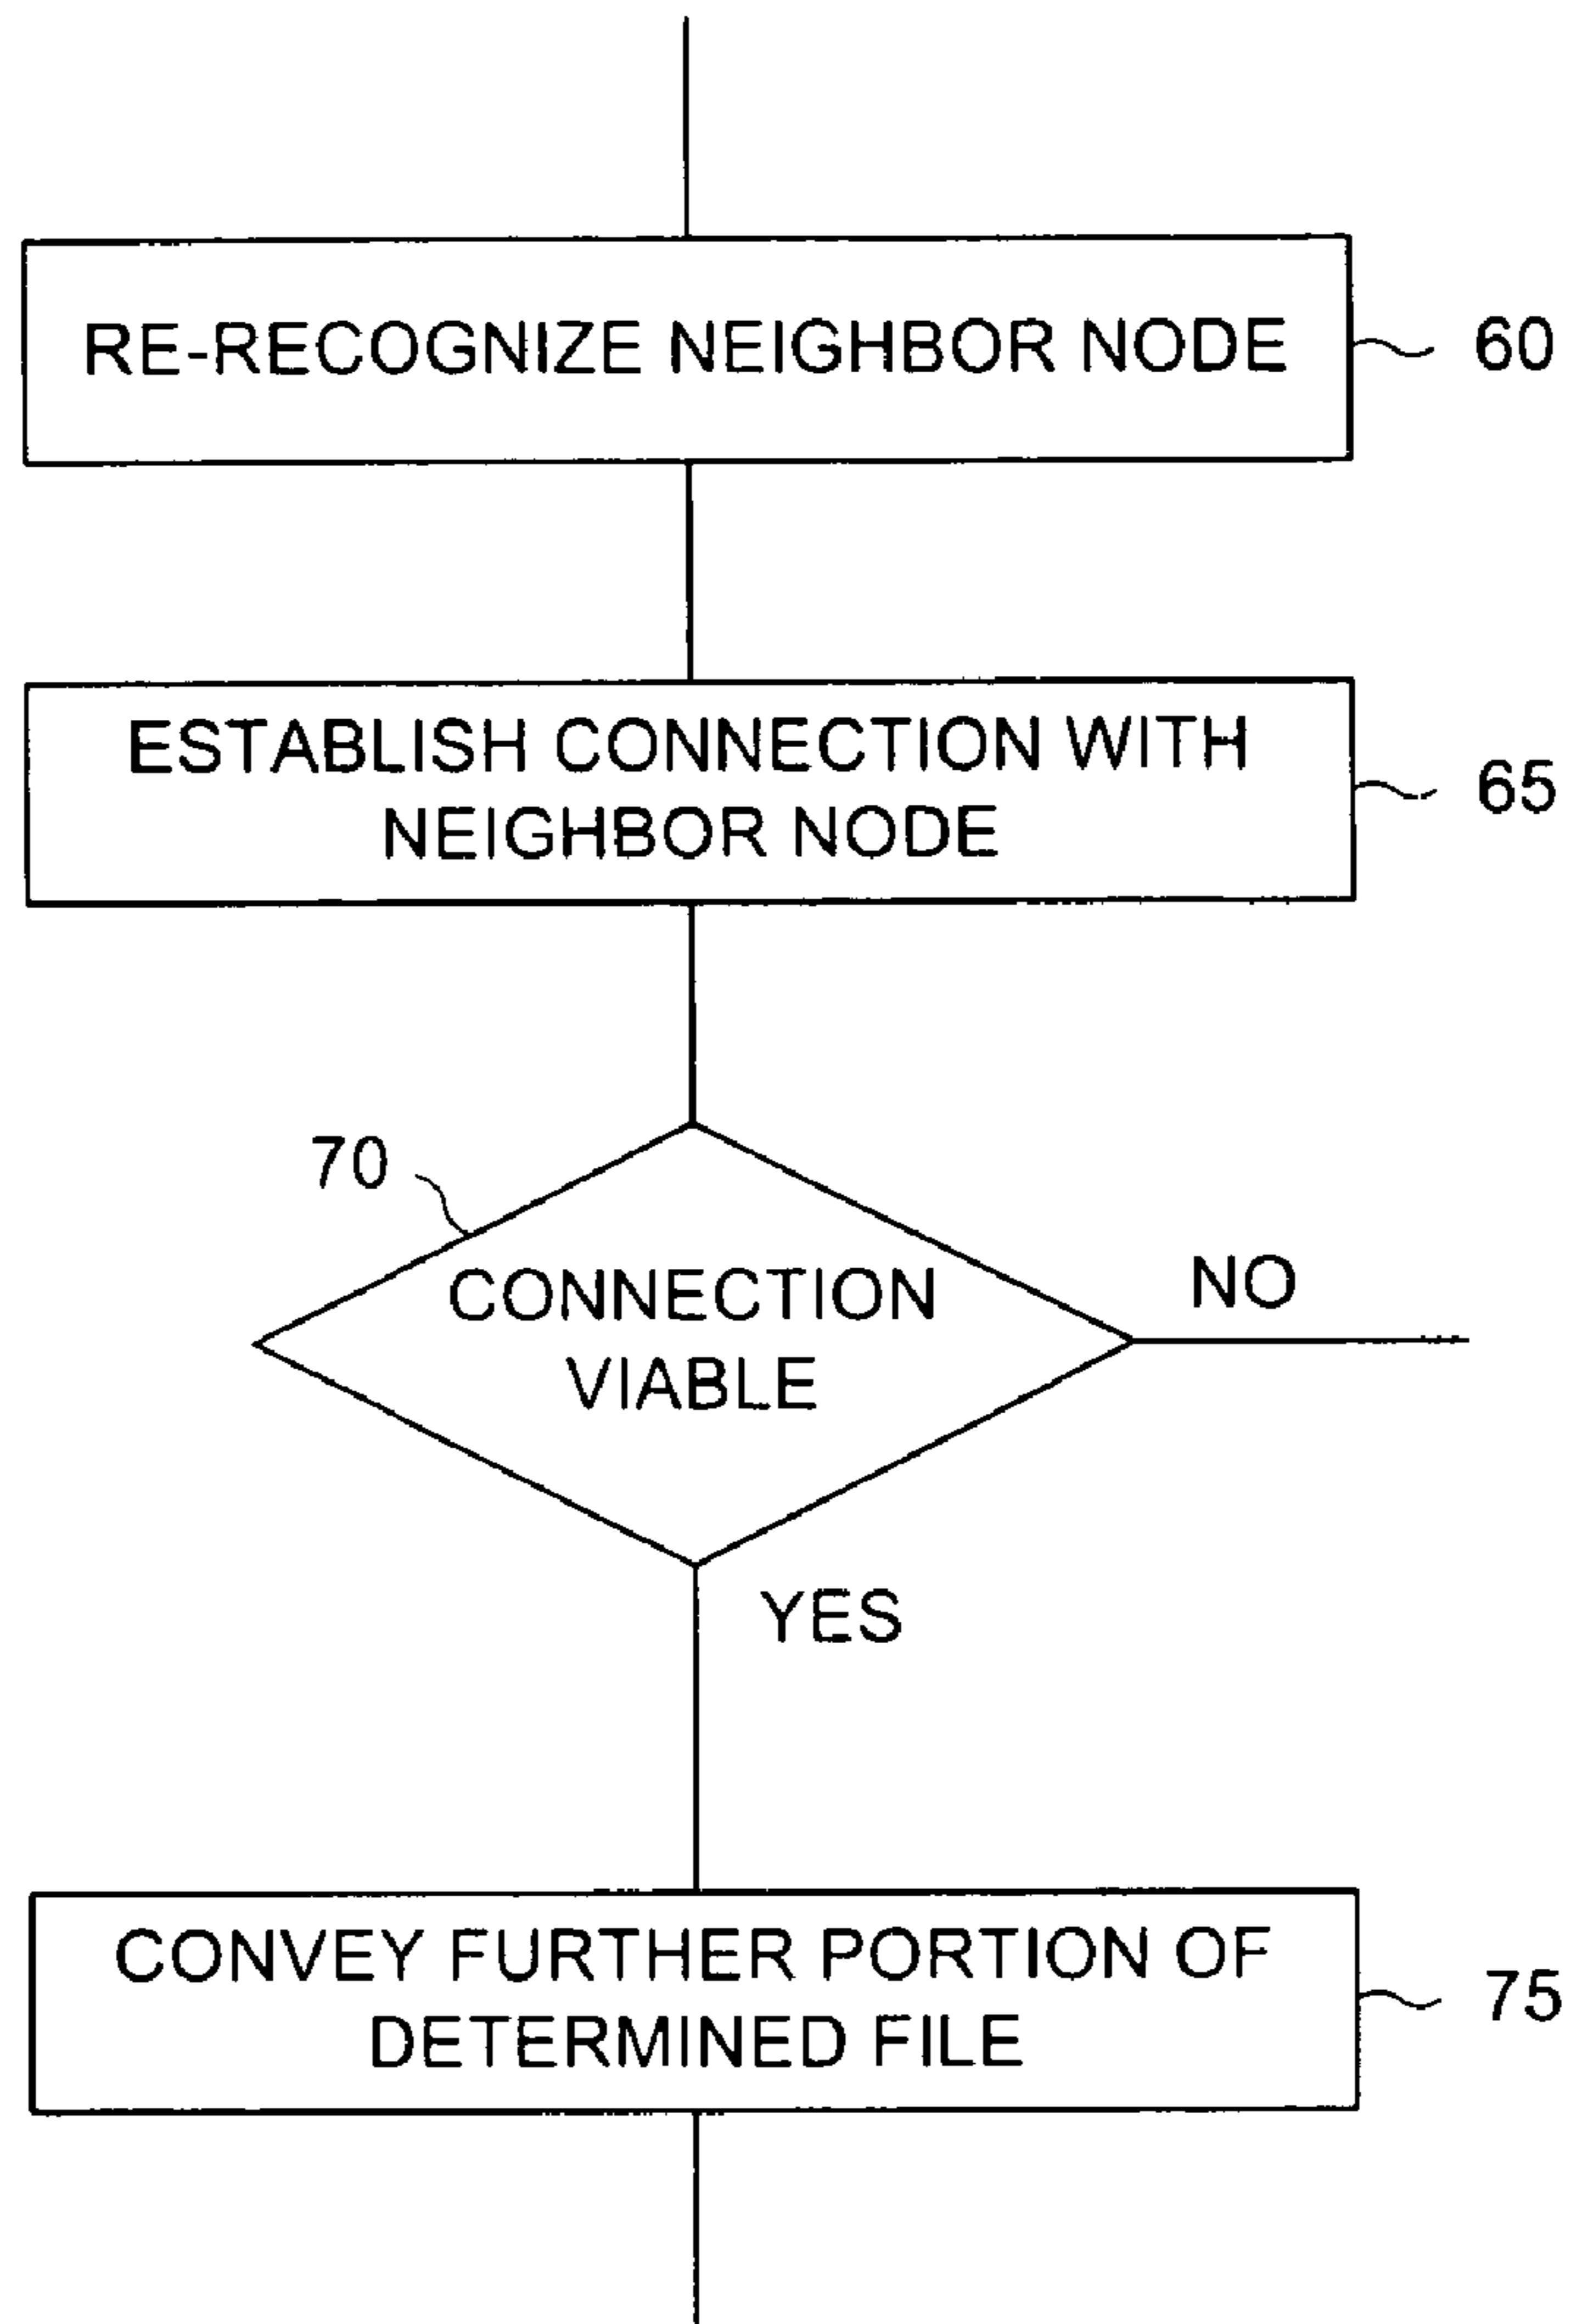 RE-RECOGNIZE NEIGHBOR NODE
60
ESTABLISH CONNECTION WITH
NEIGHBOR NODE
65
70
CONNECTION
VIABLE
NO
YES
CONVEY FURTHER PORTION OF
DETERMINED FILE
75